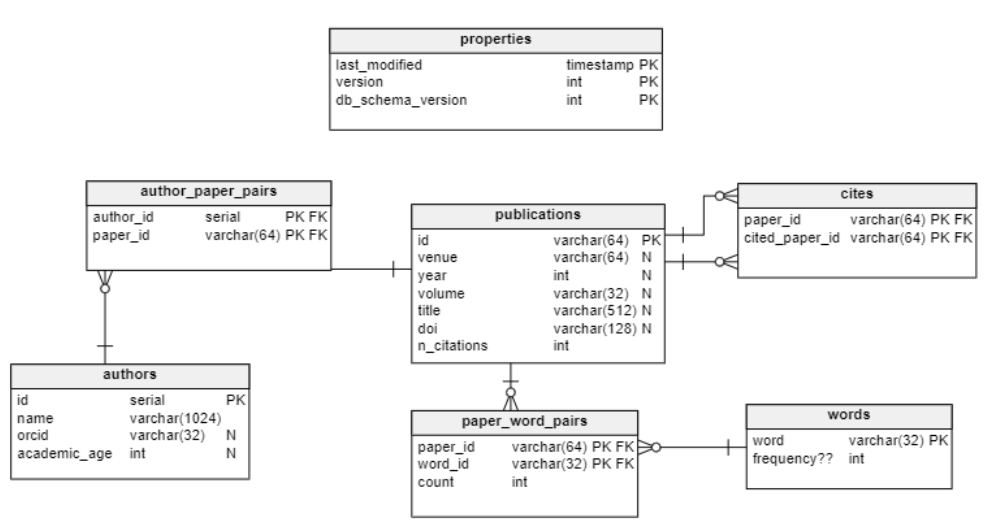 properties
last_modified timestamp PK
version int PK
db_schema_version int PK
author_paper_pairs
author_id serial PK FK
paper_id varchar(64) PK FK
publications
id varchar(64) PK
venue varchar(64) N
year int N
volume varchar(32) N
title varchar(512) N
doi varchar(128) N
n_citations int
cites
paper_id varchar(64) PK FK
cited_paper_id varchar(64) PK FK
authors
id serial PK
name varchar(1024)
orcid varchar(32) N
academic_age int N
paper_word_pairs
paper_id varchar(64) PK FK
word_id varchar(32) PK FK
count int
words
word varchar(32) PK
frequency?? int